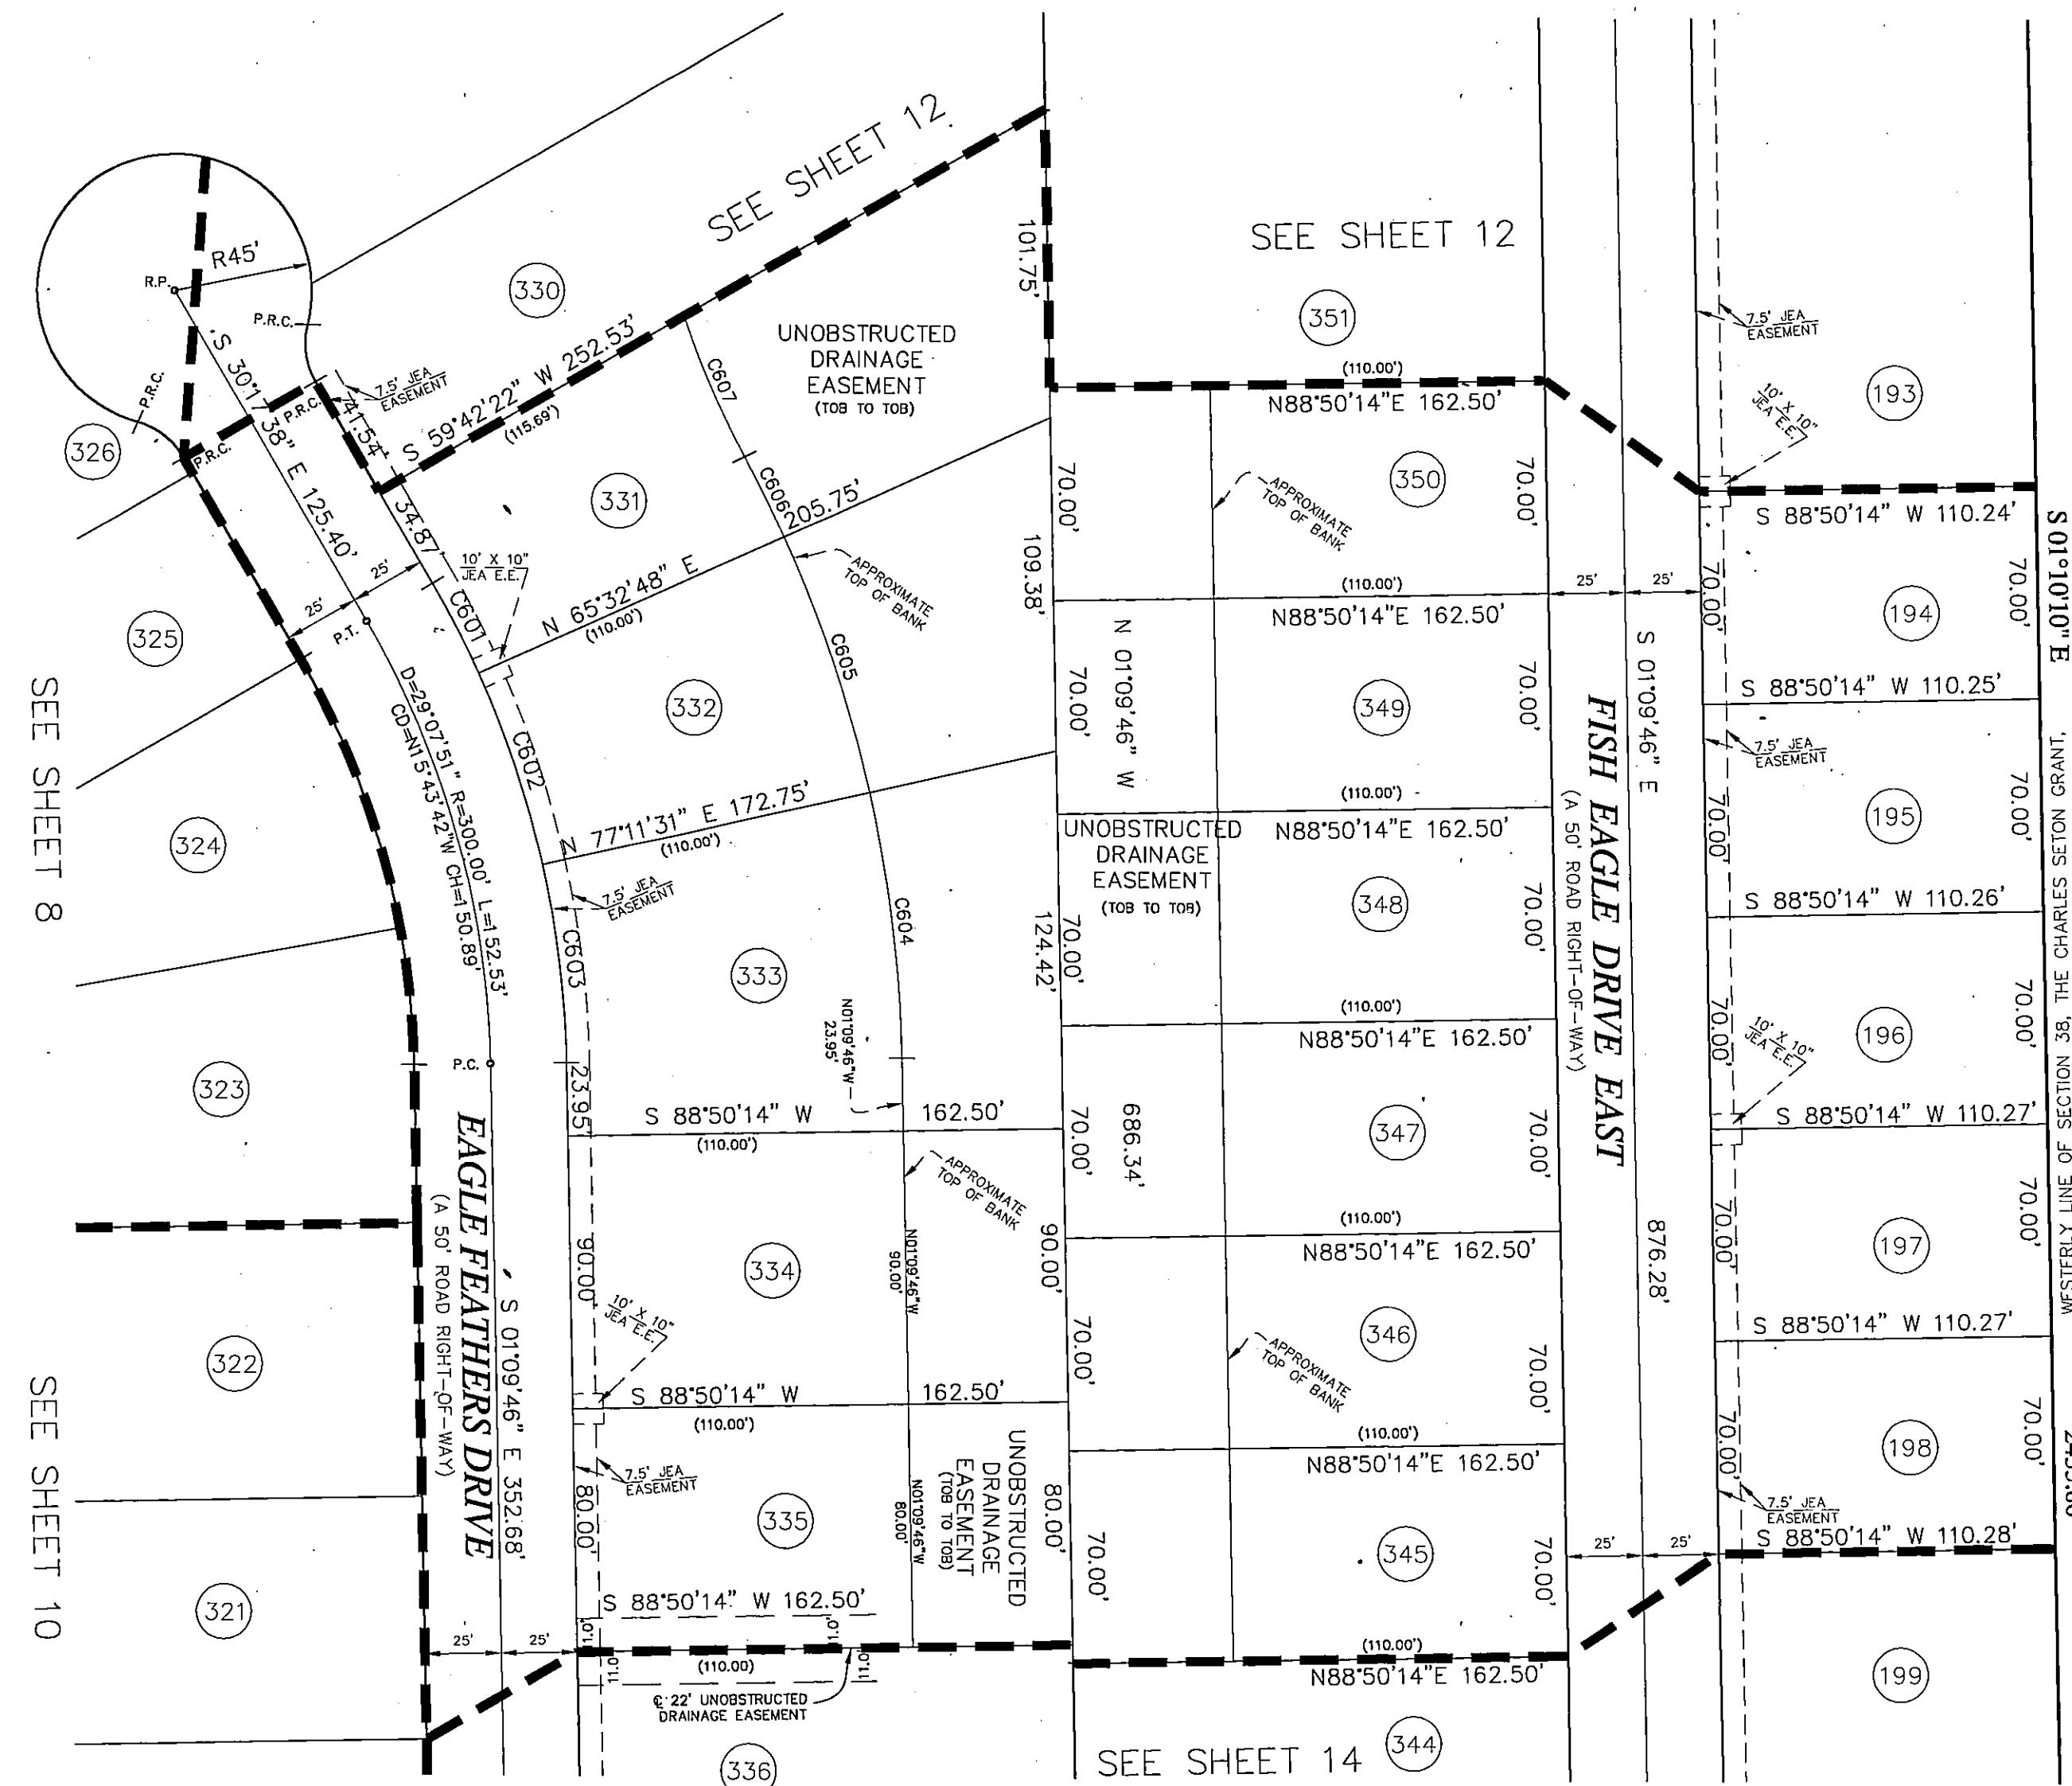 SEE SHEET 12
101.75'
SEE SHEET 12
R45'
R.P.
P.R.C.
330
UNOBSTRUCTED
DRAINAGE
EASEMENT
(TOB TO TOB)
351
7.5' JEA
EASEMENT
193
P.R.C.
S 30°17'38" E 125.40'
P.R.C.
41.54'
7.5' JEA
EASEMENT
S 59°42'22" W 252.53'
(115.69')
C607
(110.00')
N88°50'14"E 162.50'
10' X 10"
JEA E.E.
326
P.R.C.
331
C606
205.75'
70.00'
350
70.00'
APPROXIMATE
TOP OF BANK
S 88°50'14" W 110.24'
S 01°10'10" E
34.87'
10' X 10"
JEA E.E.
25'
25'
P.T.
C601
N 65°32'48" E
(110.00')
APPROXIMATE
TOP OF BANK
109.38'
(110.00')
N88°50'14"E 162.50'
25'
25'
70.00'
194
70.00'
325
SEE SHEET 8
D=29°07'51" R=300.00' L=152.53'
CD=N15°43'42"W CH=150.89'
332
C605
C602
70.00'
N 01°09'46" W
686.34'
349
70.00'
S 01°09'46" E
876.28'
FISH EAGLE DRIVE EAST
(A 50' ROAD RIGHT-OF-WAY)
S 88°50'14" W 110.25'
7.5' JEA
EASEMENT
WESTERLY LINE OF SECTION 38, THE CHARLES SETON GRANT,
324
N 77°11'31" E 172.75'
(110.00')
(110.00')
N88°50'14"E 162.50'
UNOBSTRUCTED
DRAINAGE
EASEMENT
(TOB TO TOB)
70.00'
195
70.00'
7.5' JEA
EASEMENT
C603
333
C604
124.42'
70.00'
348
70.00'
S 88°50'14" W 110.26'
N01°09'46"W
23.95'
(110.00')
N88°50'14"E 162.50'
70.00'
196
70.00'
10' X 10"
JEA E.E.
323
P.C.
23.95'
S 88°50'14" W 162.50'
(110.00')
70.00'
347
70.00'
S 88°50'14" W 110.27'
EAGLE FEATHERS DRIVE
(A 50' ROAD RIGHT-OF-WAY)
S 01°09'46" E 352.68'
APPROXIMATE
TOP OF BANK
(110.00')
N88°50'14"E 162.50'
70.00'
197
70.00'
90.00'
334
N01°09'46"W
90.00'
90.00'
10' X 10"
JEA E.E.
70.00'
346
70.00'
APPROXIMATE
TOP OF BANK
S 88°50'14" W 110.27'
322
S 88°50'14" W 162.50'
(110.00')
(110.00')
N88°50'14"E 162.50'
70.00'
198
70.00'
SEE SHEET 10
7.5' JEA
EASEMENT
80.00'
335
N01°09'46"W
80.00'
UNOBSTRUCTED
DRAINAGE
EASEMENT
(TOB TO TOB)
80.00'
70.00'
345
70.00'
25'
25'
7.5' JEA
EASEMENT
S 88°50'14" W 110.28'
321
S 88°50'14" W 162.50'
25'
25'
11.0'
11.0'
11.0'
11.0'
(110.00)
(110.00')
N88°50'14"E 162.50'
199
℄ 22' UNOBSTRUCTED
DRAINAGE EASEMENT
336
SEE SHEET 14
344